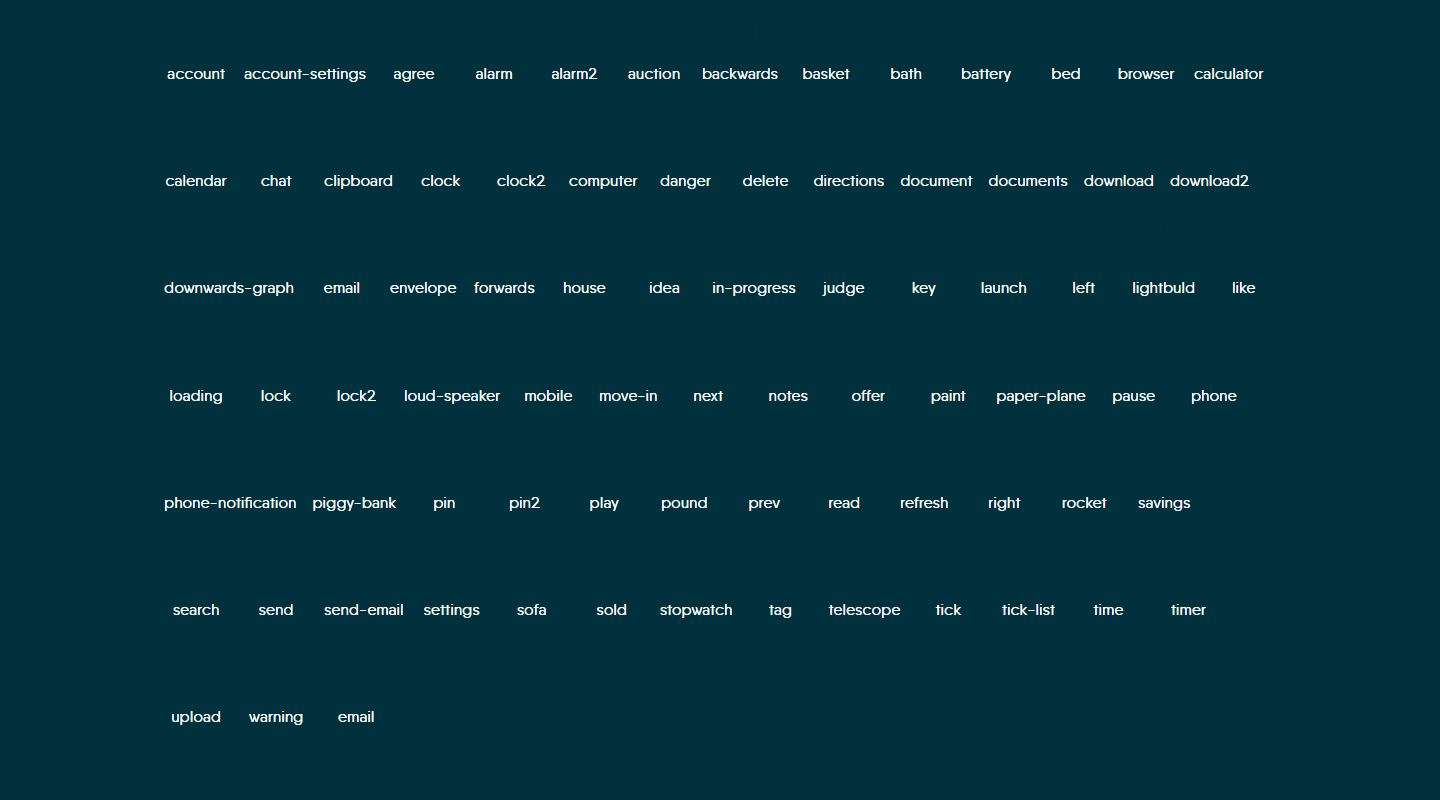 account account-settings agree alarm alarm2 auction backwards basket bath battery bed browser calculator
calendar chat clipboard clock clock2 computer danger delete directions document documents download download2
downwards-graph email envelope forwards house idea in-progress judge key launch left lightbuld like
loading lock lock2 loud-speaker mobile move-in next notes offer paint paper-plane pause phone
phone-notification piggy-bank pin pin2 play pound prev read refresh right rocket savings
search send send-email settings sofa sold stopwatch tag telescope tick tick-list time timer
upload warning email